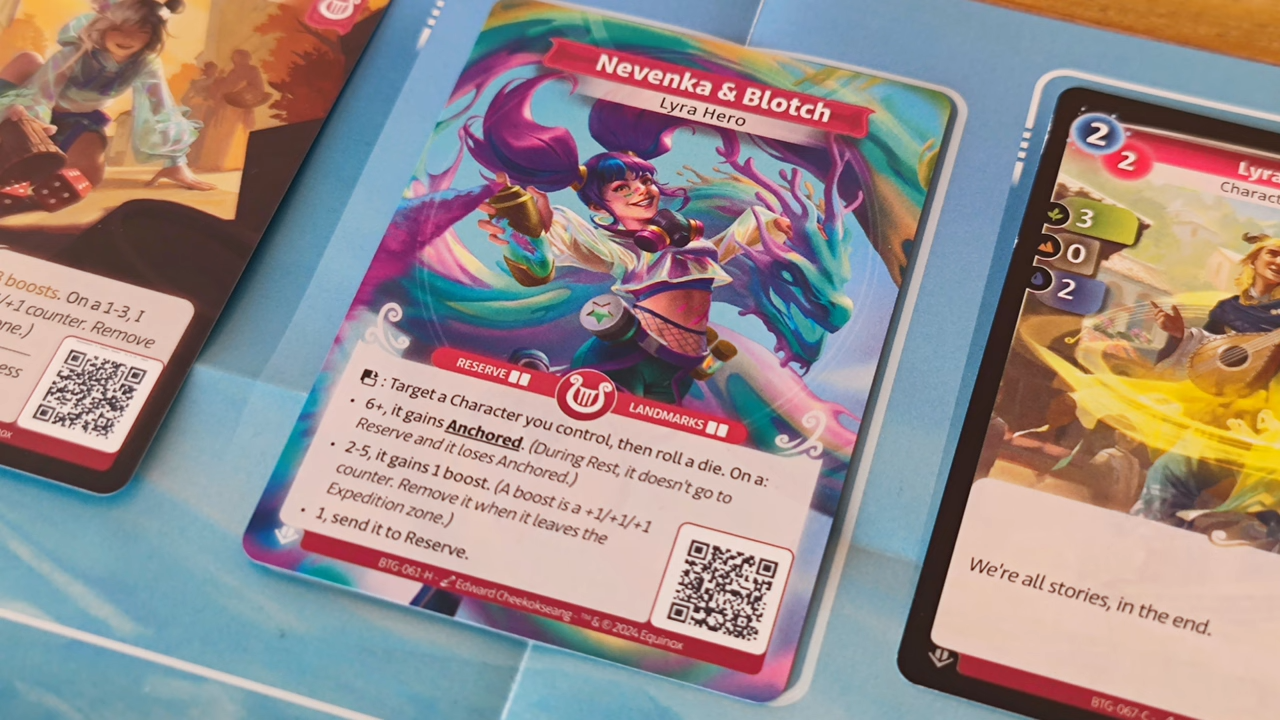 boosts. On a 1-3, I
/+1 counter. Remove
ess
Nevenka & Blotch
Lyra Hero
RESERVE
LANDMARKS
: Target a Character you control, then roll a die. On a:
• 6+, it gains Anchored. (During Rest, it doesn't go to
Reserve and it loses Anchored.)
• 2-5, it gains 1 boost. (A boost is a +1/+1/+1
counter. Remove it when it leaves the
Expedition zone.)
• 1, send it to Reserve.
BTG-061-H - Edward Cheekokseang - ™ & © 2024 Equinox
2
2
Lyra
Charact
3
0
2
We're all stories, in the end.
BTG-067-C